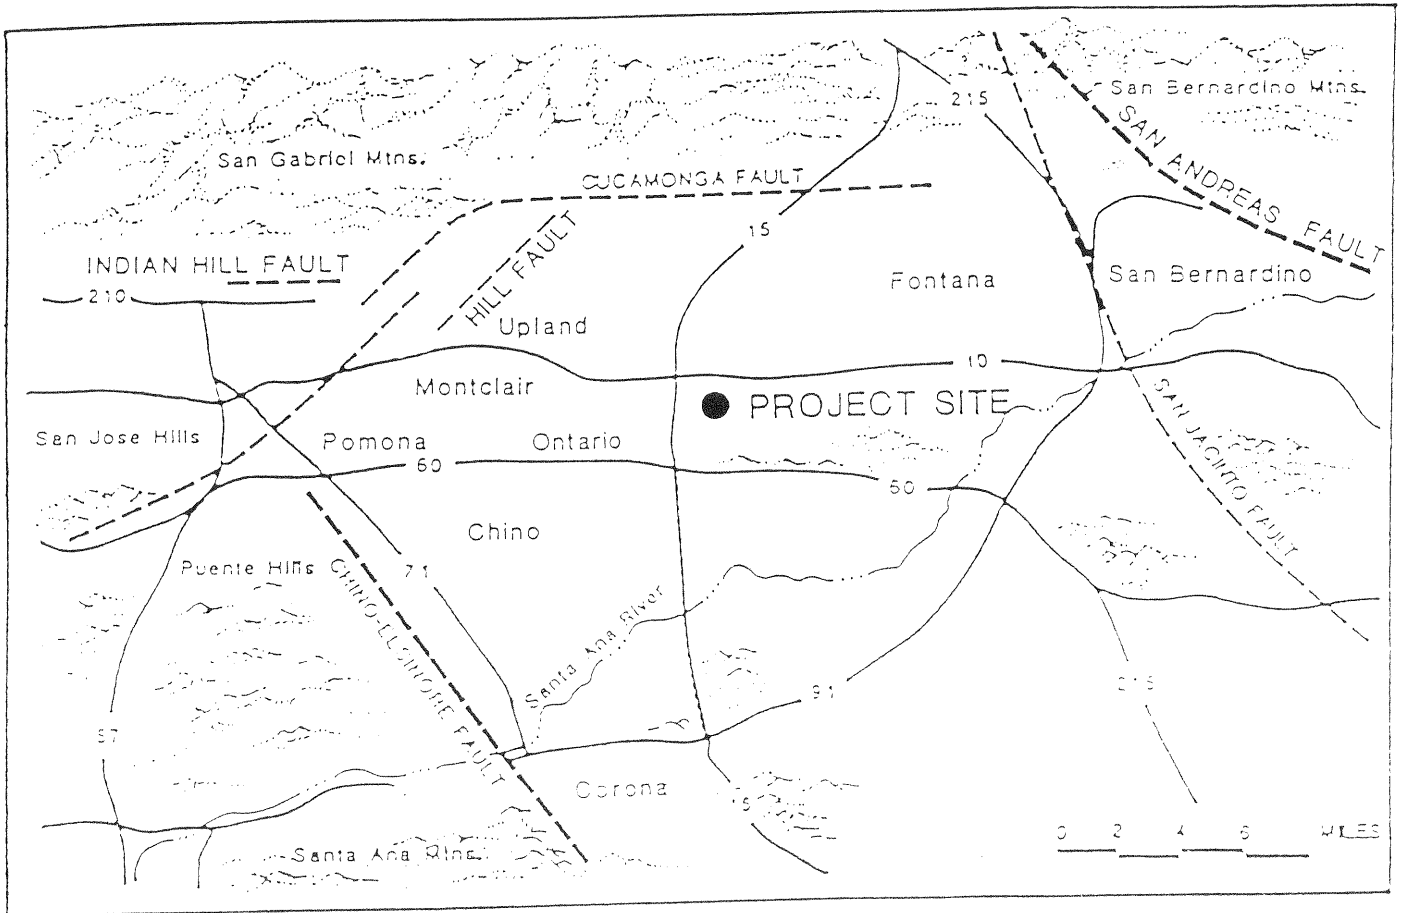 215
San Bernardino Mtns.
SAN ANDREAS FAULT
San Gabriel Mtns.
CUCAMONGA FAULT
15
HILL FAULT
INDIAN HILL FAULT
210
Fontana
San Bernardino
Upland
10
Montclair
PROJECT SITE
San Jose Hills
Pomona
Ontario
60
60
SAN JACINTO FAULT
Chino
Puente Hills
71
CHINO-ELSINORE FAULT
Santa Ana River
91
215
57
Corona
15
0 2 4 6 MILES
Santa Ana Mtns.